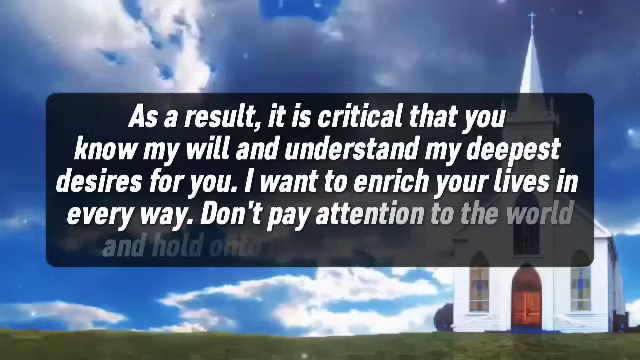 As a result, it is critical that you
know my will and understand my deepest
desires for you. I want to enrich your lives in
every way. Don't pay attention to the world
and hold onto